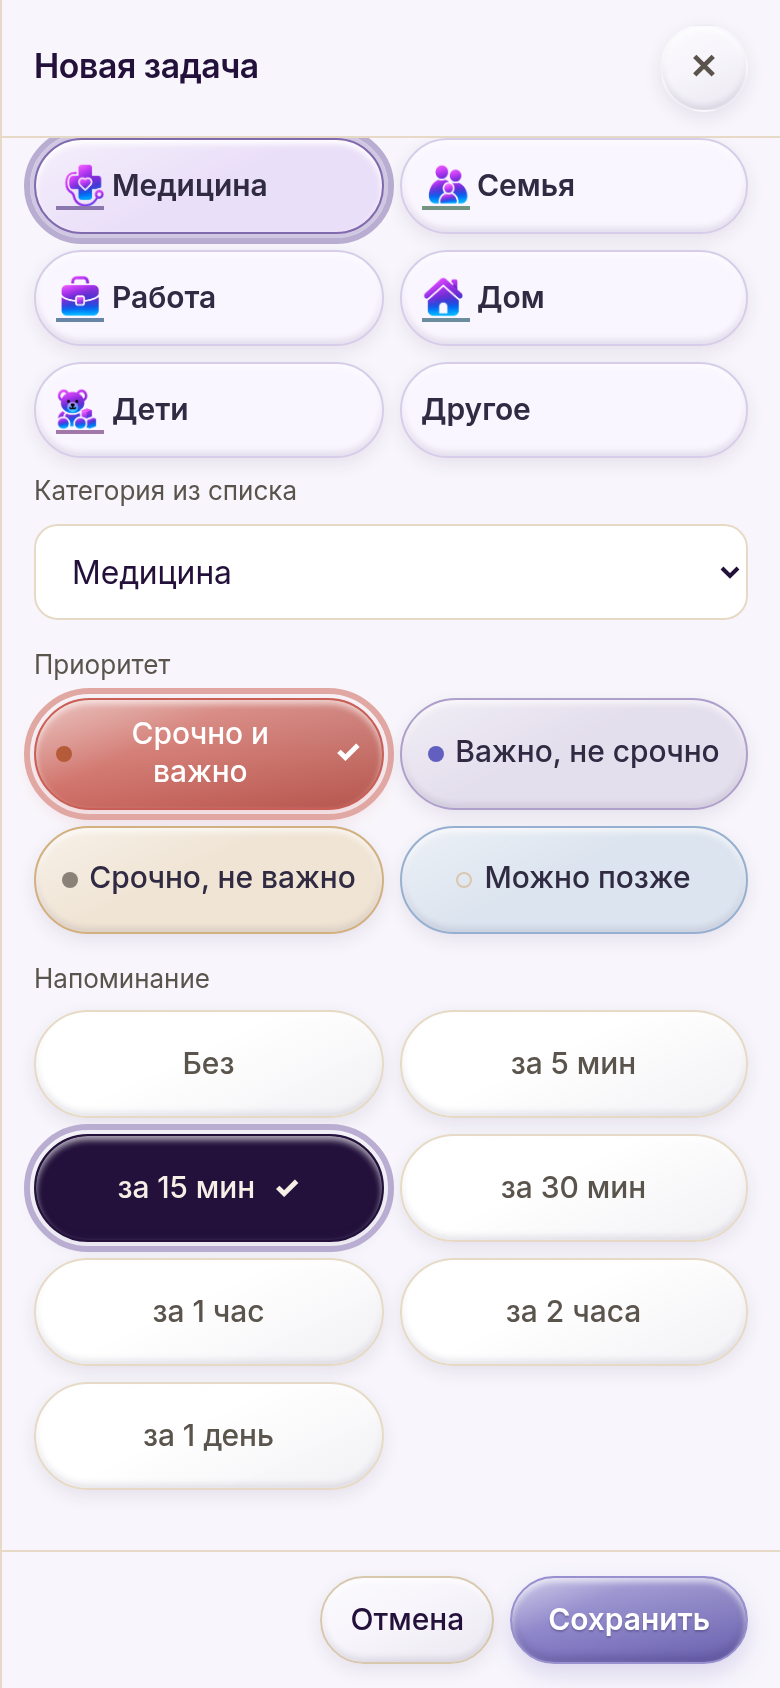 Новая задача
Медицина
Семья
Работа
Дом
Дети
Другое
Категория из списка
Медицина
Приоритет
Срочно и
важно
Важно, не срочно
Срочно, не важно
Можно позже
Напоминание
Без
за 5 мин
за 15 мин
за 30 мин
за 1 час
за 2 часа
за 1 день
Отмена
Сохранить